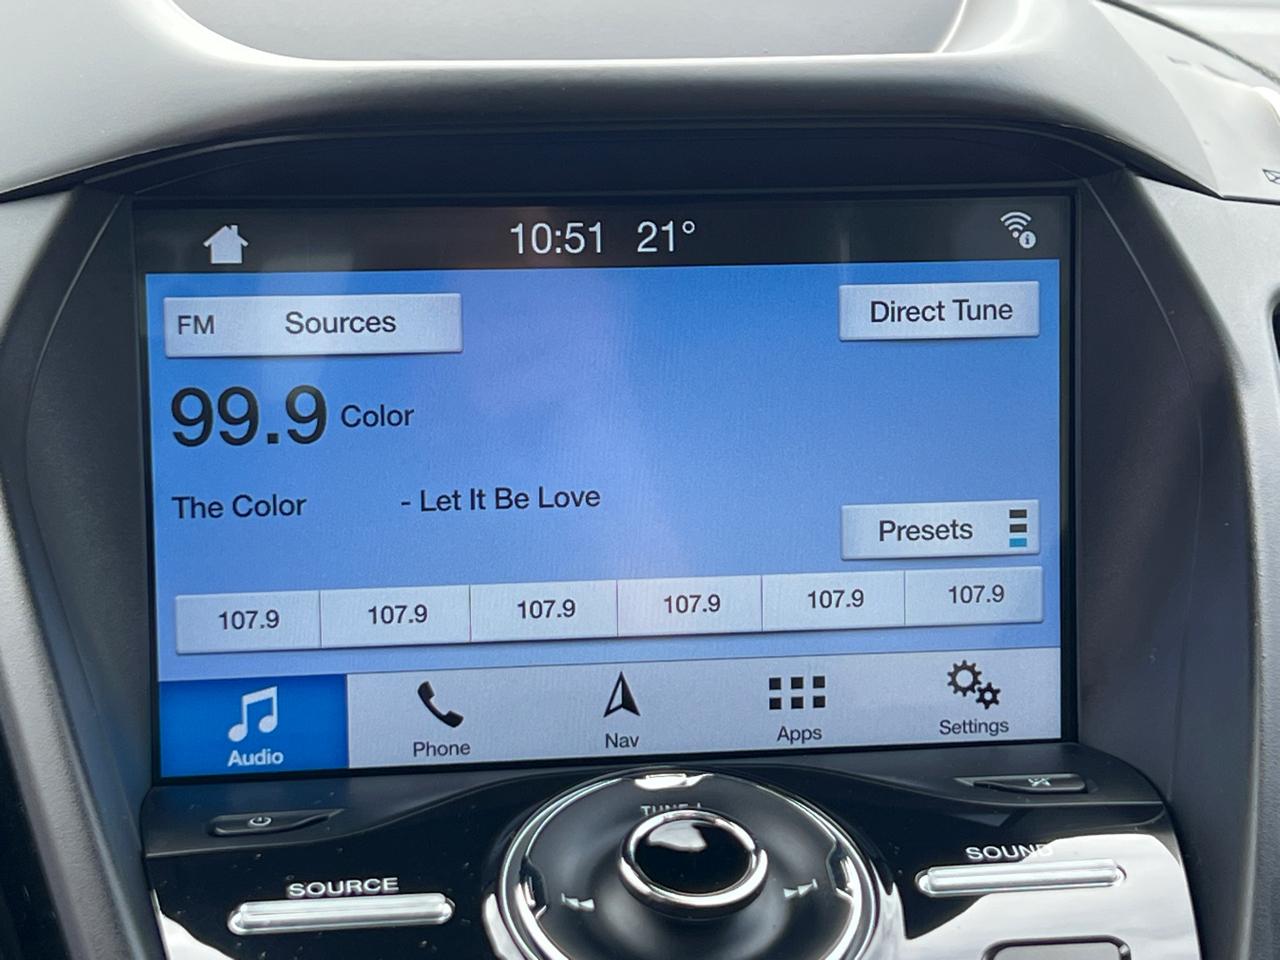 10:51 21°
FM Sources
Direct Tune
99.9 Color
The Color - Let It Be Love
Presets
107.9 107.9 107.9 107.9 107.9 107.9
Audio Phone Nav Apps Settings
SOURCE
SOUND